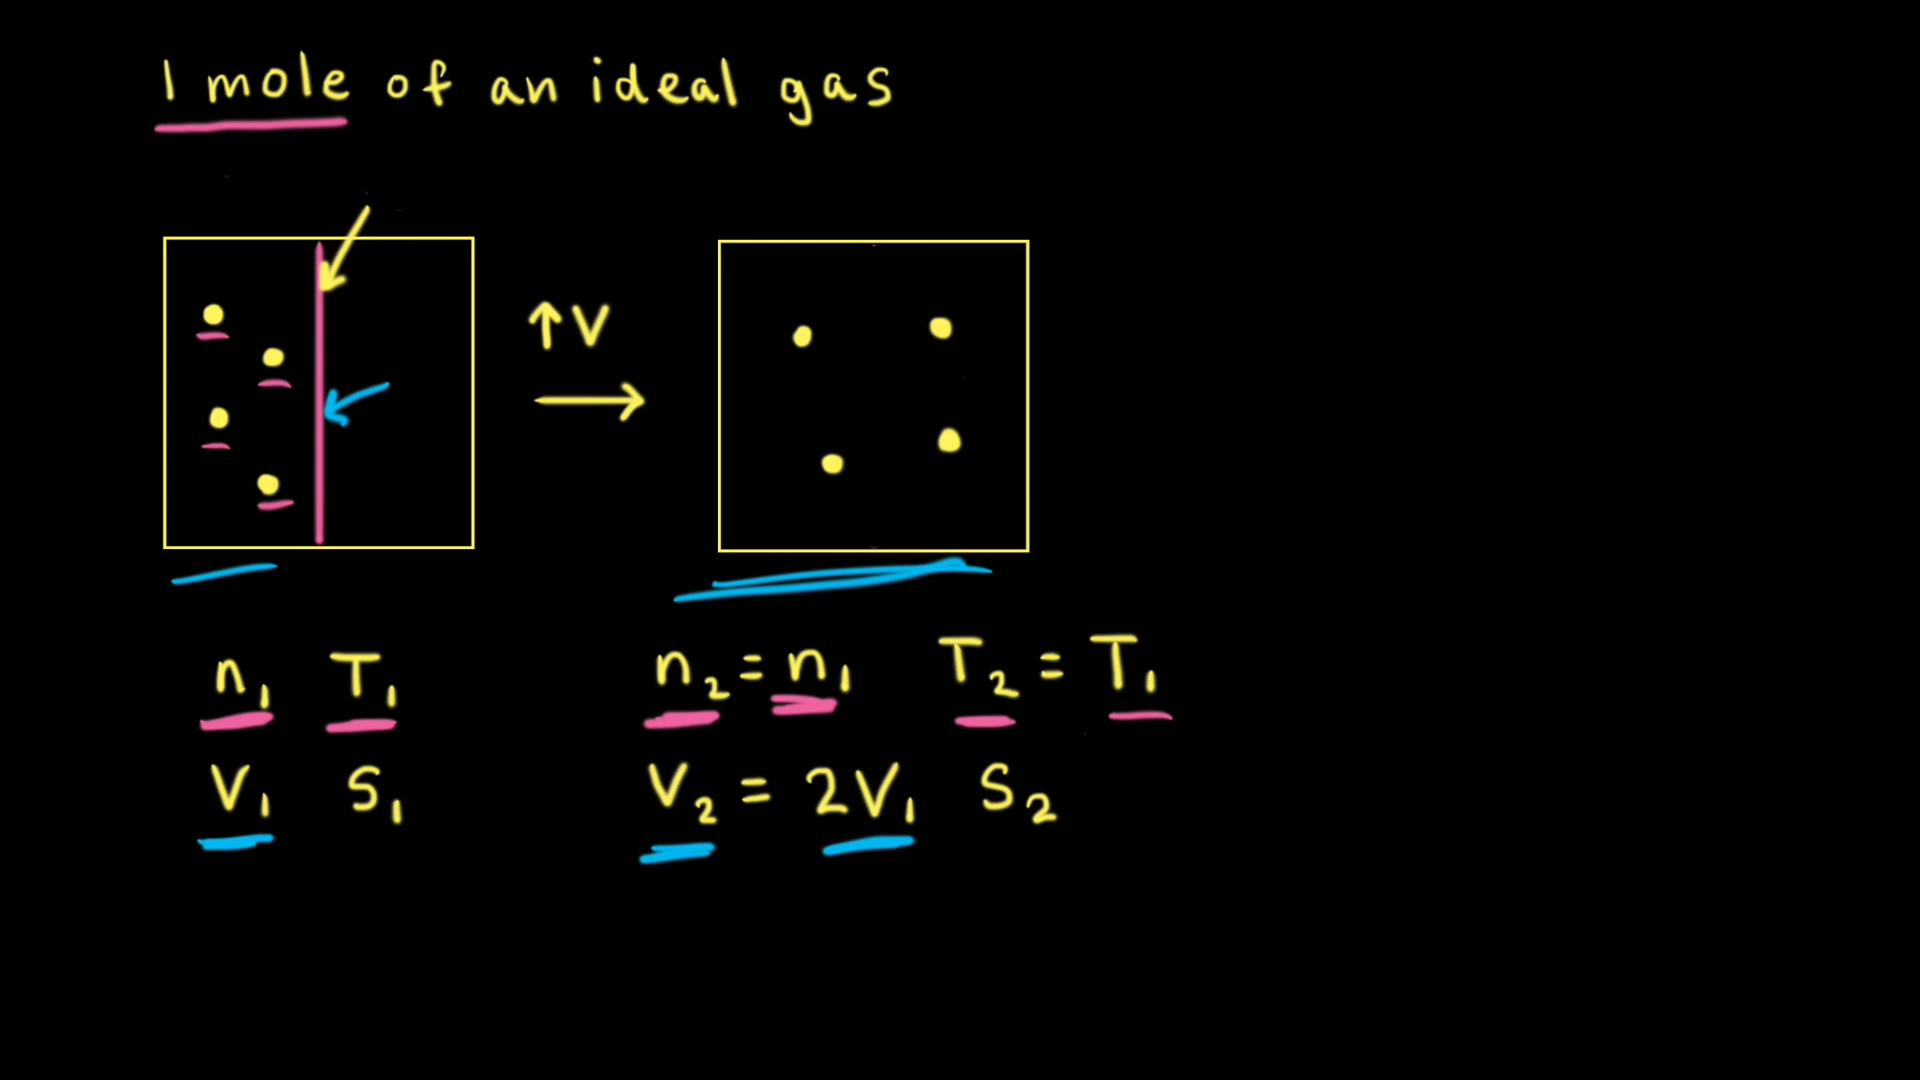 1 mole of an ideal gas
↑ V
→
n₁ T₁
V₁ S₁
n₂ = n₁ T₂ = T₁
V₂ = 2V₁ S₂